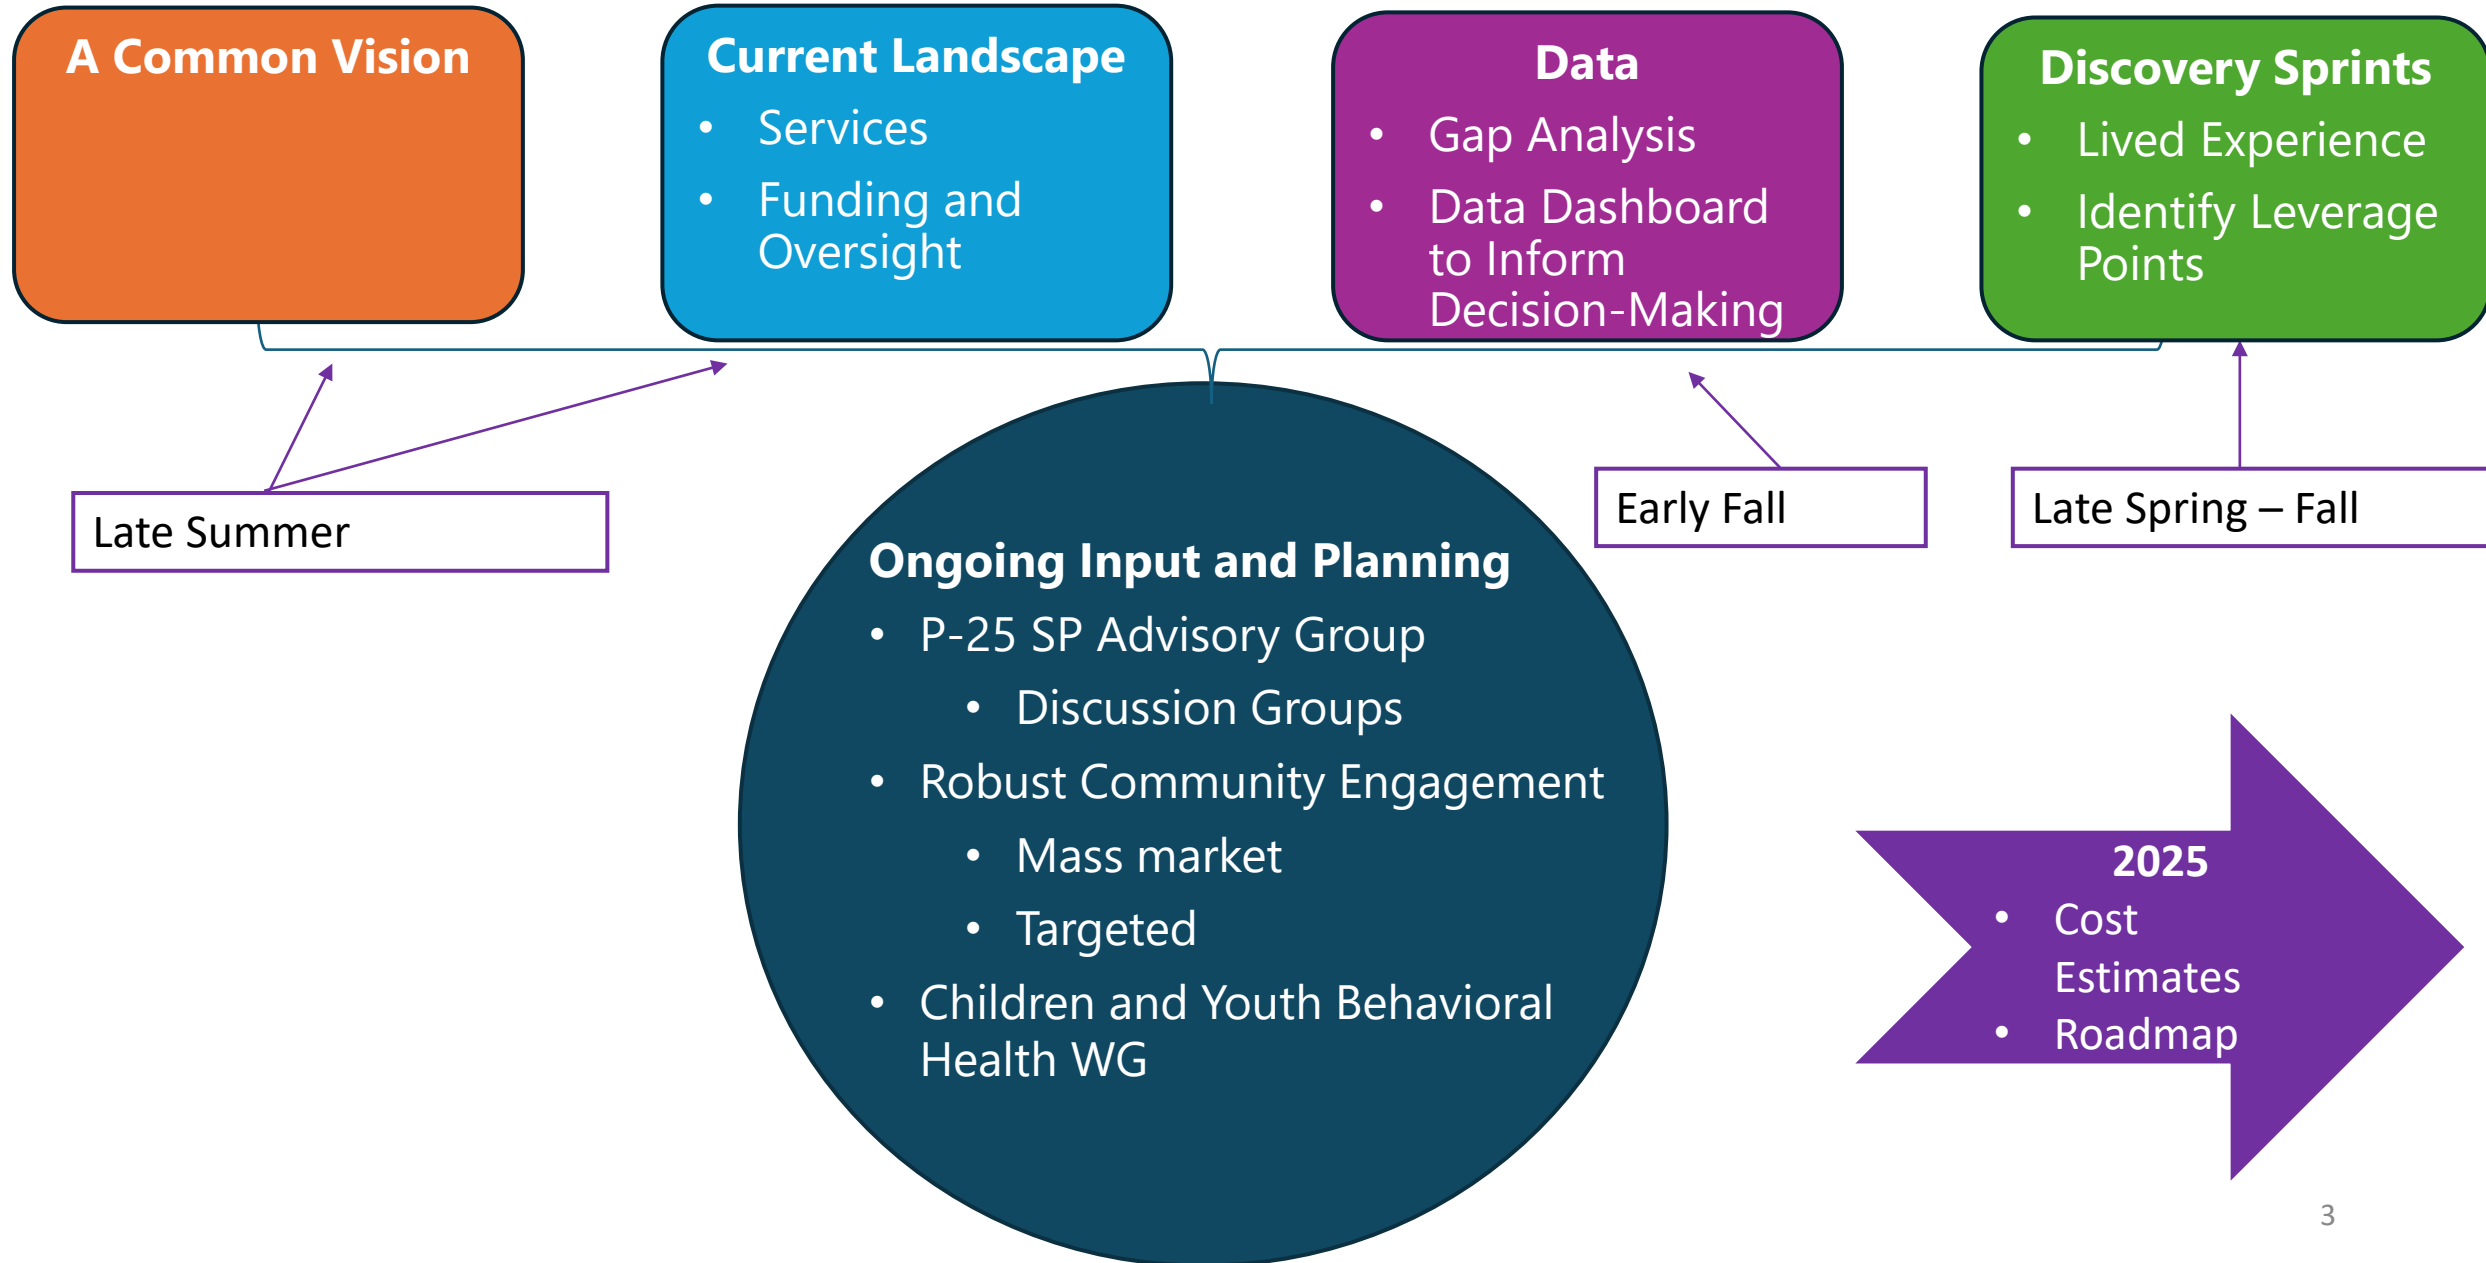 A Common Vision
Current Landscape
• Services
• Funding and
Oversight
Data
• Gap Analysis
• Data Dashboard
to Inform
Decision-Making
Discovery Sprints
• Lived Experience
• Identify Leverage
Points
Late Summer
Early Fall
Late Spring – Fall
Ongoing Input and Planning
• P-25 SP Advisory Group
• Discussion Groups
• Robust Community Engagement
• Mass market
• Targeted
• Children and Youth Behavioral
Health WG
2025
• Cost
Estimates
• Roadmap
3